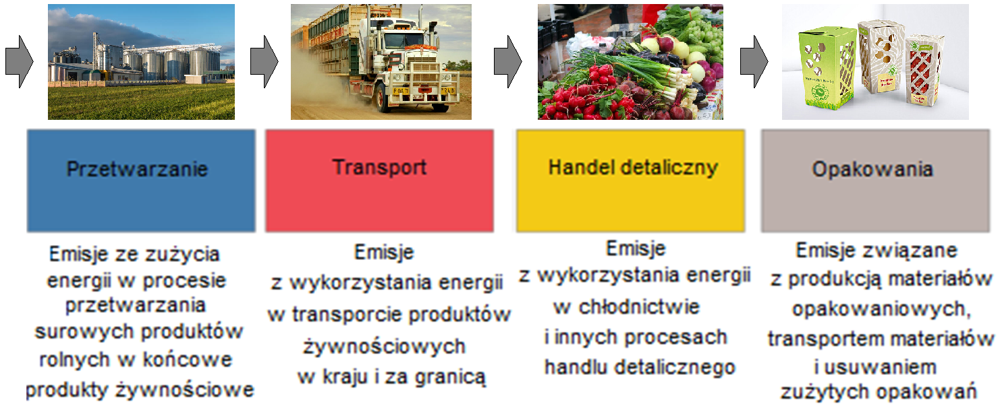 ROAD TRAIN
Przetwarzanie
Emisje ze zużycia
energii w procesie
przetwarzania
surowych produktów
rolnych w końcowe
produkty żywnościowe
Transport
Emisje
z wykorzystania energii
w transporcie produktów
żywnościowych
w kraju i za granicą
Handel detaliczny
Emisje
z wykorzystania energii
w chłodnictwie
i innych procesach
handlu detalicznego
Opakowania
Emisje związane
z produkcją materiałów
opakowaniowych,
transportem materiałów
i usuwaniem
zużytych opakowań